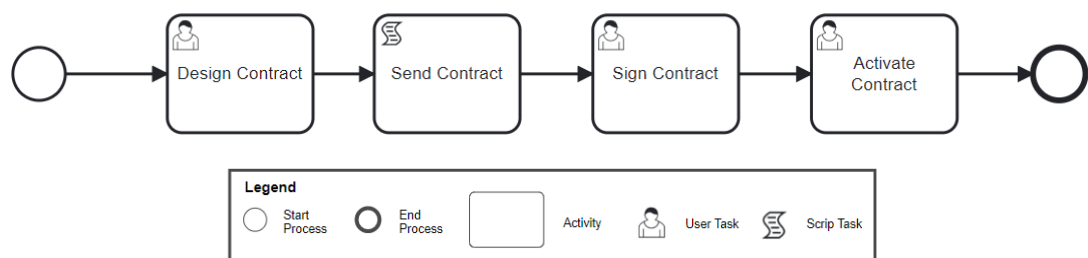 Design Contract
Send Contract
Sign Contract
Activate
Contract
Legend
Start
Process
End
Process
Activity
User Task
Scrip Task